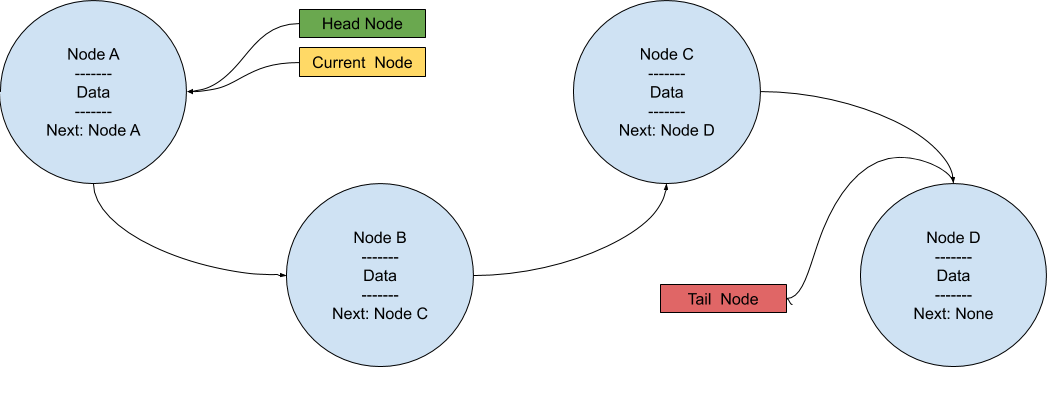 Node A
-------
Data
-------
Next: Node A
Head Node
Current Node
Node B
-------
Data
-------
Next: Node C
Node C
-------
Data
-------
Next: Node D
Tail Node
Node D
-------
Data
-------
Next: None